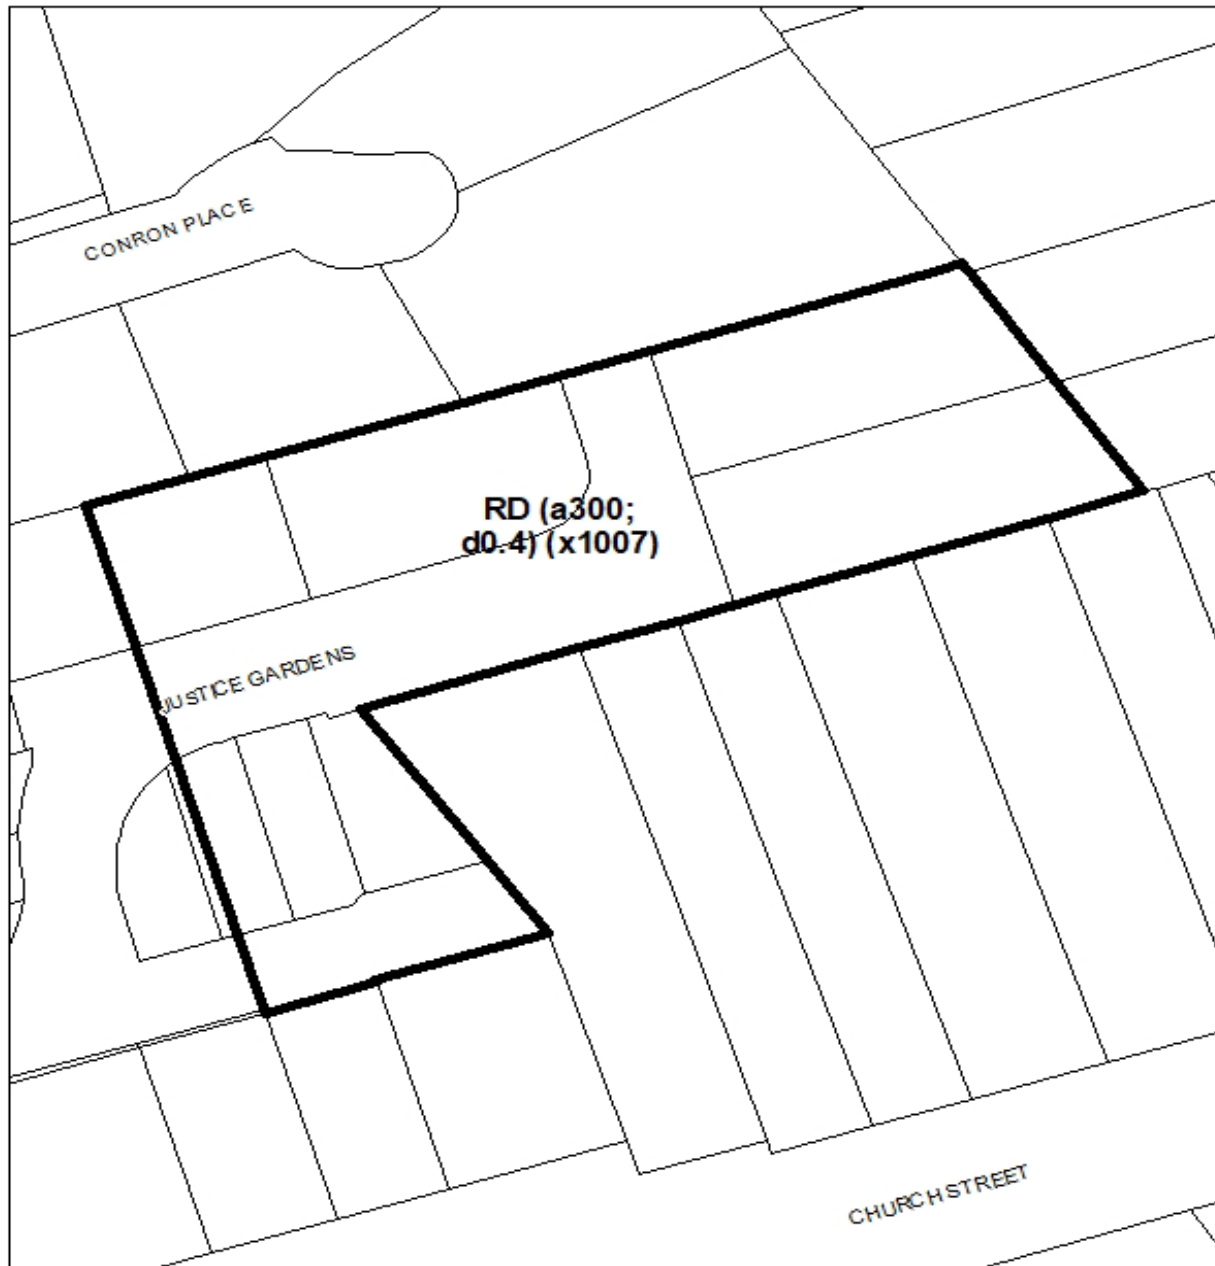 CONRON PLACE
RD (a300;
d0.4) (x1007)
JUSTICE GARDENS
CHURCH STREET